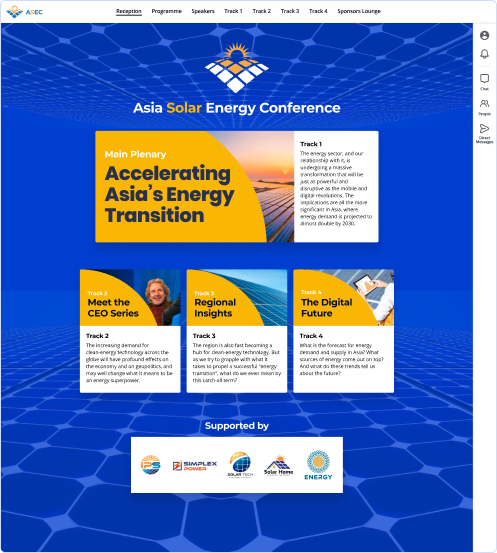 ASEC
Reception Programme Speakers Track 1 Track 2 Track 3 Track 4 Sponsors Lounge
Chat
People
Direct
Messages
Asia Solar Energy Conference
Main Plenary
Accelerating
Asia's Energy
Transition
Track 1
The energy sector, and our
relationship with it, is
undergoing a massive
transformation that will be
just as powerful and
disruptive as the mobile and
digital revolutions. The
implications are all the more
significant in Asia, where
energy demand is projected to
almost double by 2030.
Track 2
Meet the
CEO Series
Track 2
The increasing demand for
clean-energy technology across the
globe will have profound effects on
the economy and on geopolitics, and
may well change what it means to be
an energy superpower.
Track 3
Regional
Insights
Track 3
The region is also fast becoming a
hub for clean-energy technology. But
as we try to grapple with what it
takes to propel a successful "energy
transition", what do we even mean by
this catch-all term?
Track 4
The Digital
Future
Track 4
What is the forecast for energy
demand and supply in Asia? What
sources of energy come out on top?
And what do these trends tell us
about the future?
Supported by
SIMPLEX
POWER
SOLAR TECH
Solar Home
ENERGY